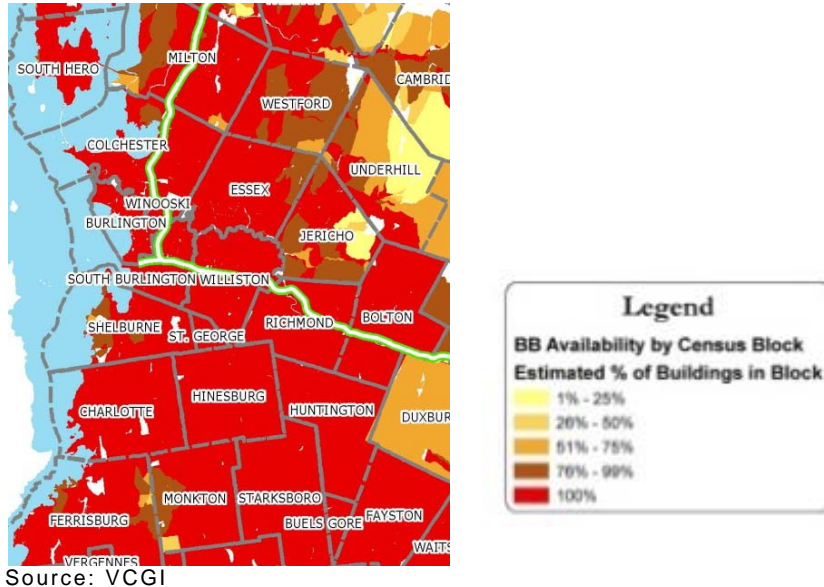 MILTON
SOUTH HERO
CAMBRID
WESTFORD
COLCHESTER
UNDERHILL
ESSEX
WINOOSKI
BURLINGTON
JERICHO
SOUTH BURLINGTON
WILLISTON
SHELBURNE
ST. GEORGE
RICHMOND
BOLTON
HINESBURG
CHARLOTTE
HUNTINGTON
DUXBUR
MONKTON
STARKSBORO
FERRISBURG
BUELS GORE
FAYSTON
WAITS
VERGENNES
Source: VCGI
Legend
BB Availability by Census Block
Estimated % of Buildings in Block
1% - 25%
26% - 50%
51% - 75%
76% - 99%
100%